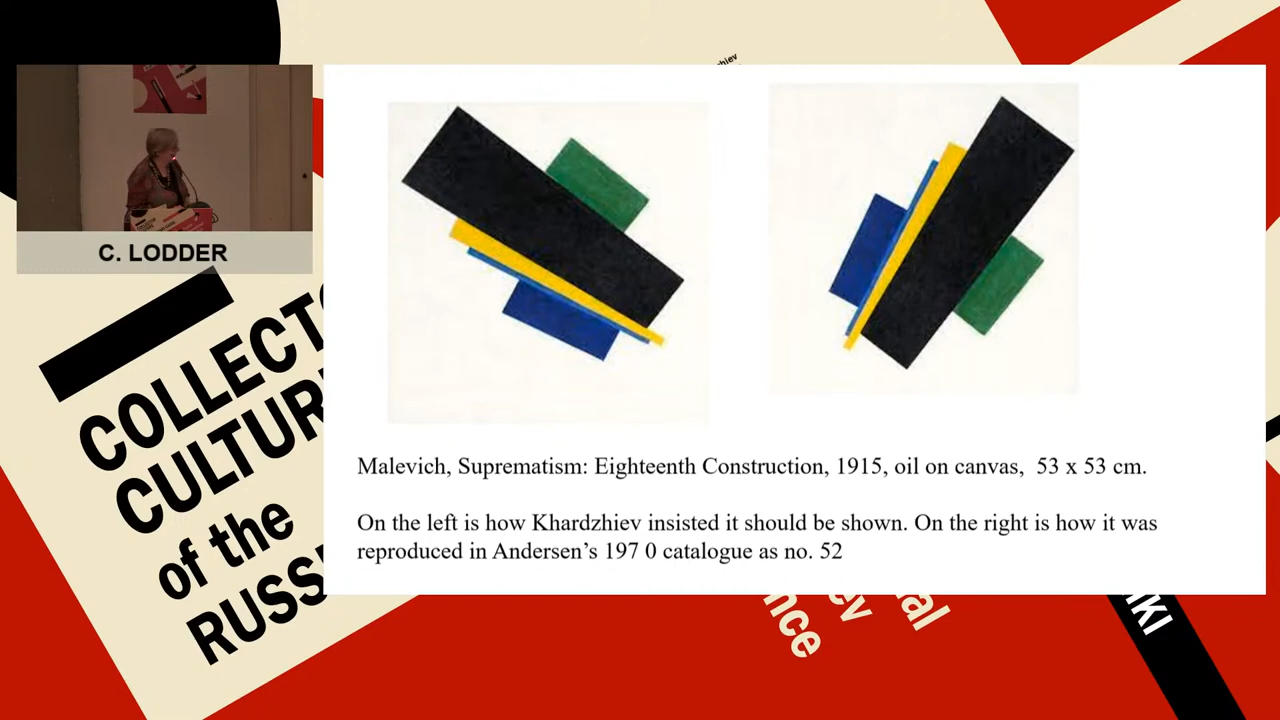 C. LODDER
COLLECT
CULTUR
of the
RUSS
Malevich, Suprematism: Eighteenth Construction, 1915, oil on canvas,  53 x 53 cm.
On the left is how Khardzhiev insisted it should be shown. On the right is how it was
reproduced in Andersen’s 197 0 catalogue as no. 52